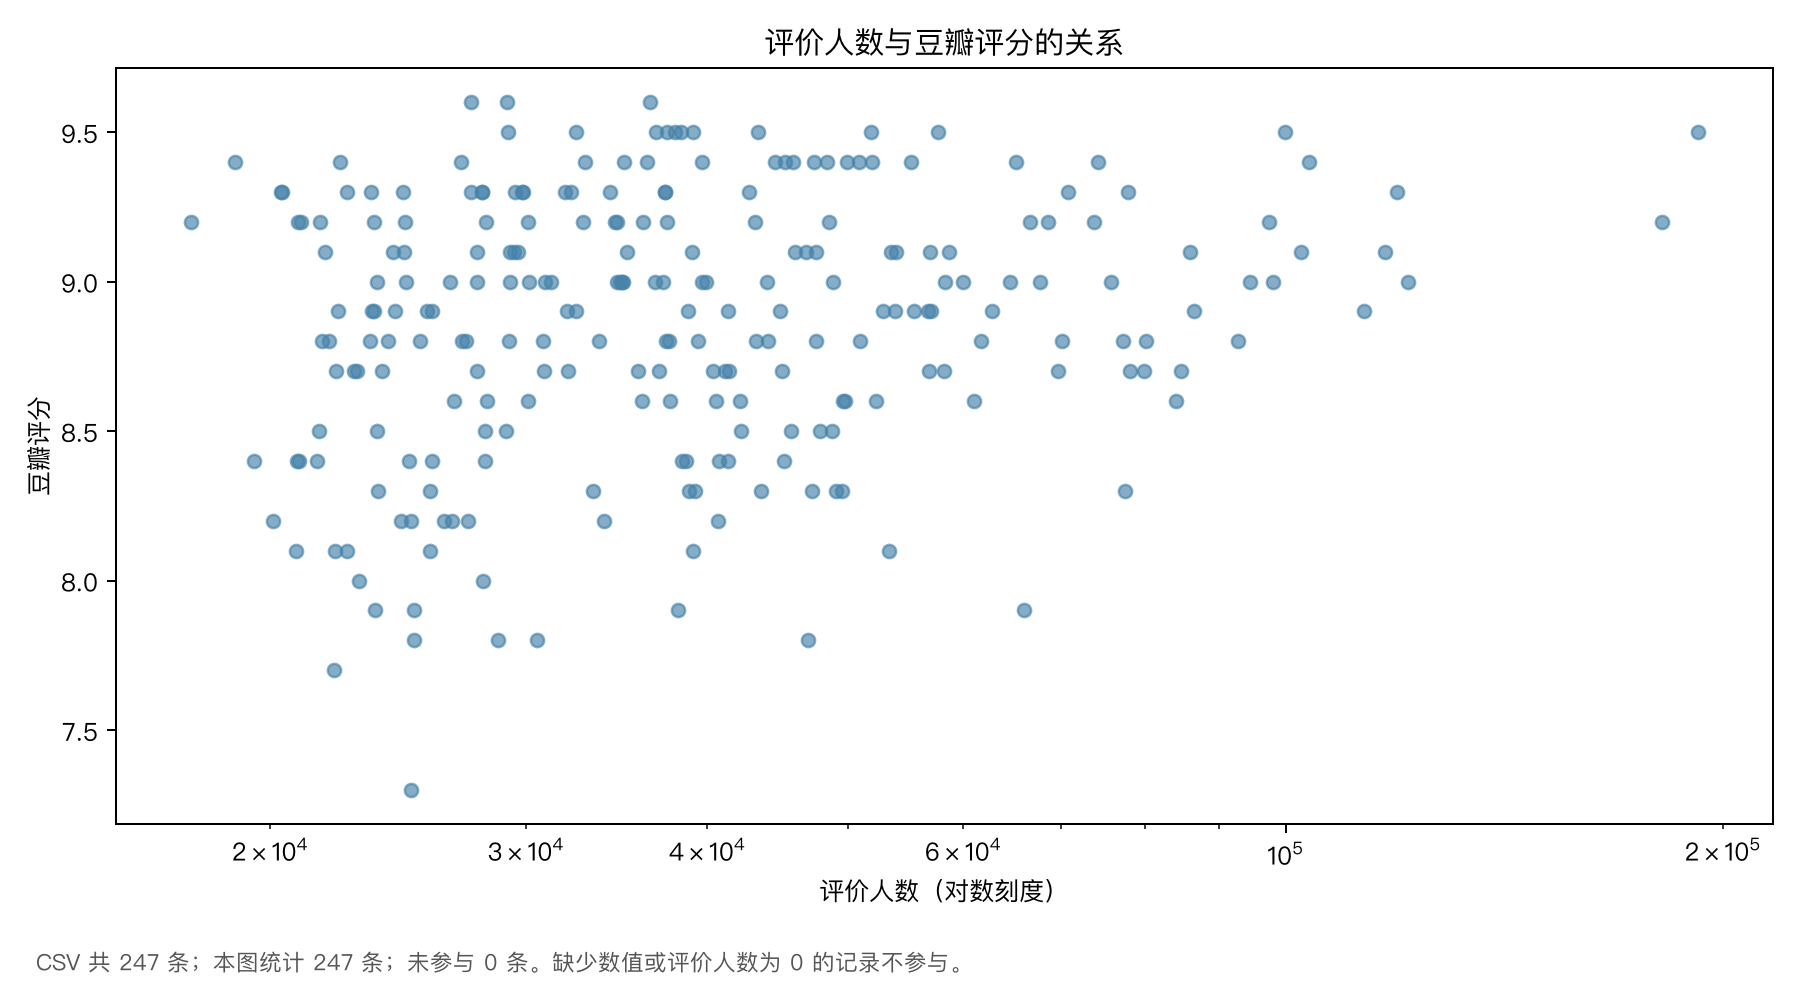 评价人数与豆瓣评分的关系
9.5
9.0
8.5
8.0
7.5
豆瓣评分
2×10⁴ 3×10⁴ 4×10⁴ 6×10⁴ 10⁵ 2×10⁵
评价人数（对数刻度）
CSV 共 247 条；本图统计 247 条；未参与 0 条。缺少数值或评价人数为 0 的记录不参与。